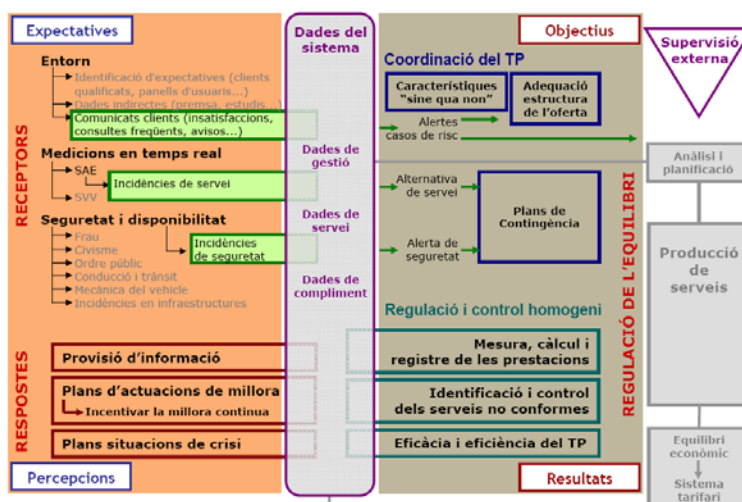 Expectatives
Entorn
Identificació d'expectatives (clients
qualificats, panells d'usuaris...)
Dades indirectes (premsa, estudis...)
Comunicats clients (insatisfaccions,
consultes freqüents, avisos...)
Medicions en temps real
SAE
Incidències de servei
SVV
Seguretat i disponibilitat
Frau
Civisme
Ordre públic
Conducció i trànsit
Mecànica del vehicle
Incidències en infraestructures
Incidències
de seguretat
RECEPTORS
RESPOSTES
Provisió d'informació
Plans d'actuacions de millora
Incentivar la millora continua
Plans situacions de crisi
Percepcions
Dades del
sistema
Dades de
gestió
Dades de
servei
Dades de
compliment
Objectius
Coordinació del TP
Característiques
"sine qua non"
Adequació
estructura
de l'oferta
Alertes
casos de risc
Alternativa
de servei
Alerta de
seguretat
Plans de
Contingència
Regulació i control homogeni
Mesura, càlcul i
registre de les prestacions
Identificació i control
dels serveis no conformes
Eficàcia i eficiència del TP
Resultats
REGULACIÓ DE L'EQUILIBRI
Supervisió
externa
Anàlisi i
planificació
Producció
de
serveis
Equilibri
econòmic
Sistema
tarifari